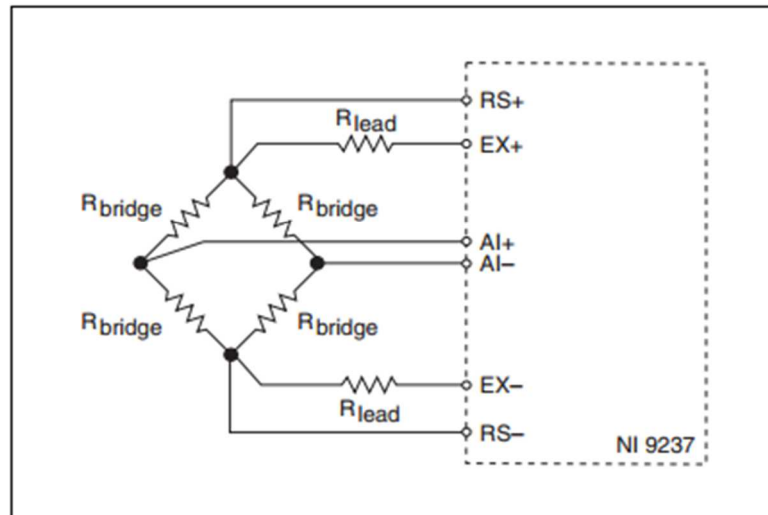 RS+
Rlead
EX+
Rbridge
Rbridge
AI+
AI–
Rbridge
Rbridge
EX–
Rlead
RS–
NI 9237